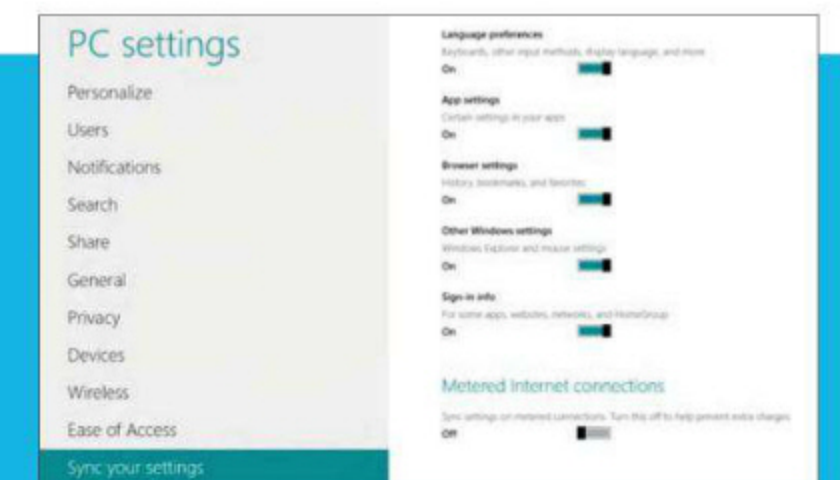 PC settings
Personalize
Users
Notifications
Search
Share
General
Privacy
Devices
Wireless
Ease of Access
Sync your settings
Language preferences
Keyboards, other input methods, display language, and more
On
App settings
Certain settings in your apps
On
Browser settings
History, bookmarks, and favorites
On
Other Windows settings
Windows Explorer and mouse settings
On
Sign-in info
For some apps, websites, networks, and HomeGroup
On
Metered Internet connections
Sync settings on metered connections. Turn this off to help prevent extra charges
Off